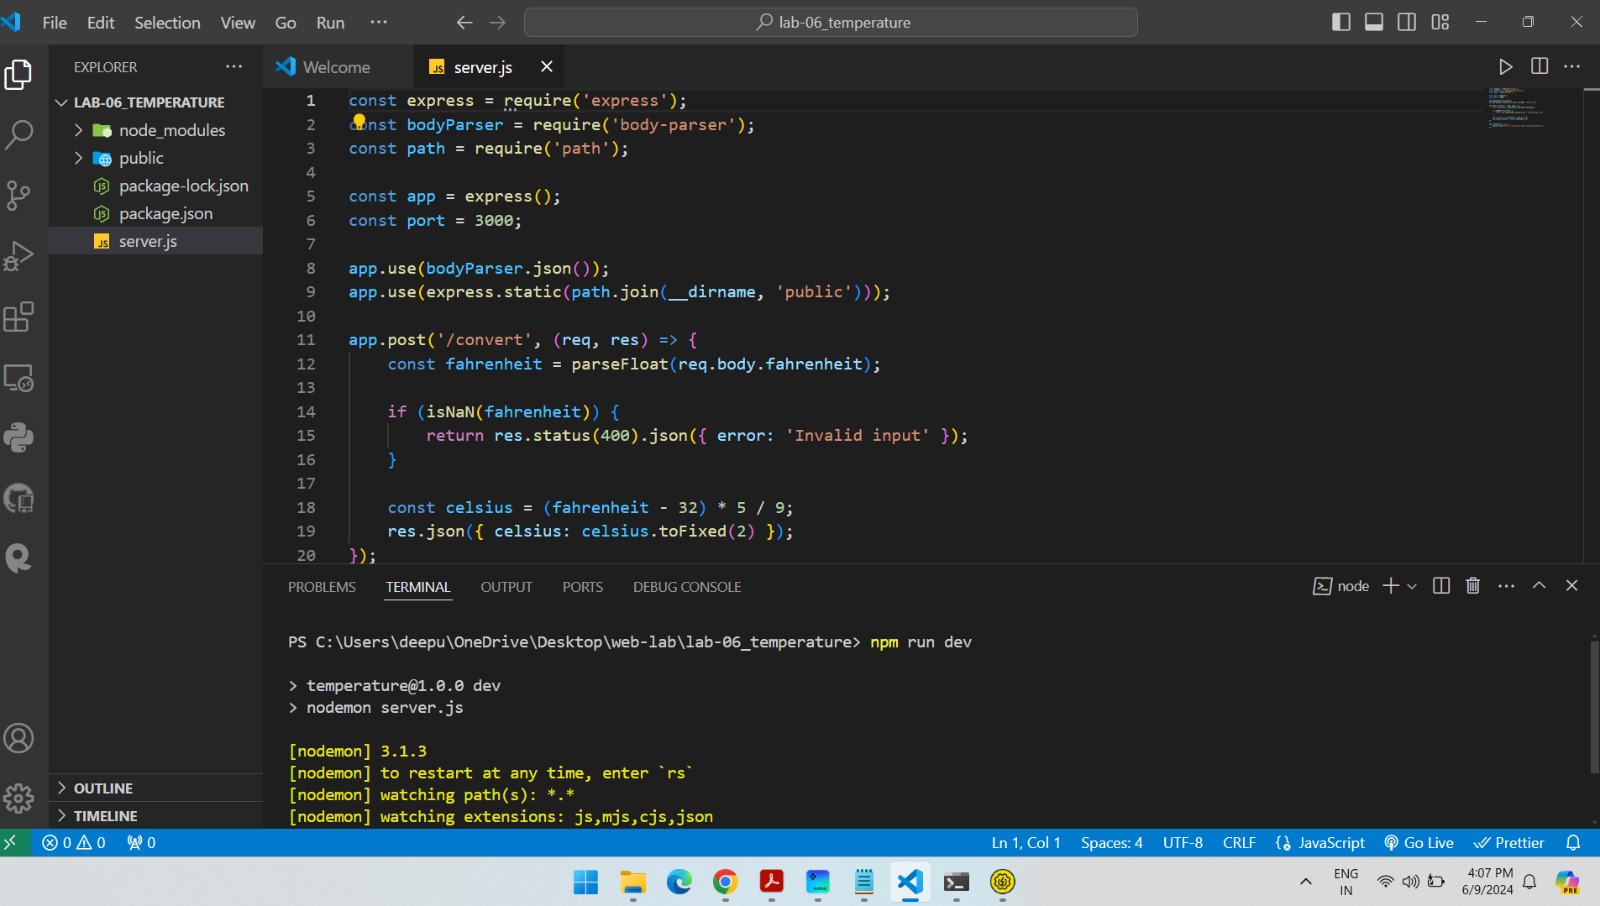 File Edit Selection View Go Run ··· lab-06_temperature
EXPLORER ···
LAB-06_TEMPERATURE
node_modules
public
package-lock.json
package.json
JS server.js
OUTLINE
TIMELINE
Welcome JS server.js
1 const express = require('express');
2 const bodyParser = require('body-parser');
3 const path = require('path');
4
5 const app = express();
6 const port = 3000;
7
8 app.use(bodyParser.json());
9 app.use(express.static(path.join(__dirname, 'public')));
10
11 app.post('/convert', (req, res) => {
12 const fahrenheit = parseFloat(req.body.fahrenheit);
13
14 if (isNaN(fahrenheit)) {
15 return res.status(400).json({ error: 'Invalid input' });
16 }
17
18 const celsius = (fahrenheit - 32) * 5 / 9;
19 res.json({ celsius: celsius.toFixed(2) });
20 });
PROBLEMS TERMINAL OUTPUT PORTS DEBUG CONSOLE node
PS C:\Users\deepu\OneDrive\Desktop\web-lab\lab-06_temperature> npm run dev
> temperature@1.0.0 dev
> nodemon server.js
[nodemon] 3.1.3
[nodemon] to restart at any time, enter `rs`
[nodemon] watching path(s): *.*
[nodemon] watching extensions: js,mjs,cjs,json
0 0 0 Ln 1, Col 1 Spaces: 4 UTF-8 CRLF {} JavaScript Go Live Prettier
ENG
IN
4:07 PM
6/9/2024
PRE